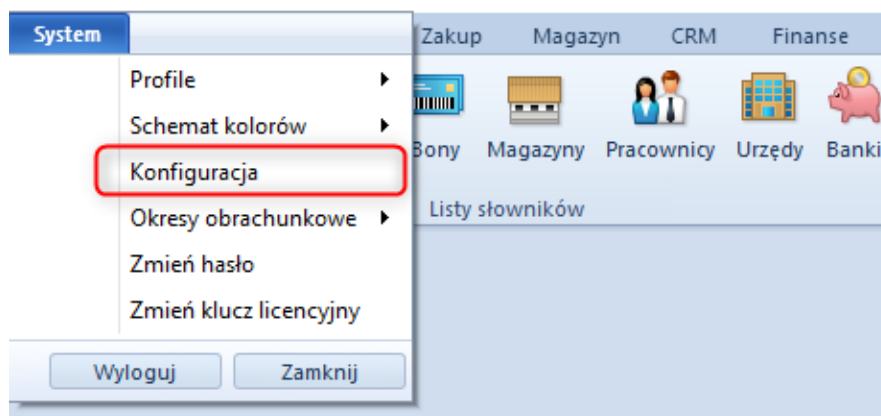 System
Zakup Magazyn CRM Finanse
Profile
Schemat kolorów
Konfiguracja
Okresy obrachunkowe
Zmień hasło
Zmień klucz licencyjny
Wyloguj Zamknij
Bony Magazyny Pracownicy Urzędy Banki
Listy słowników